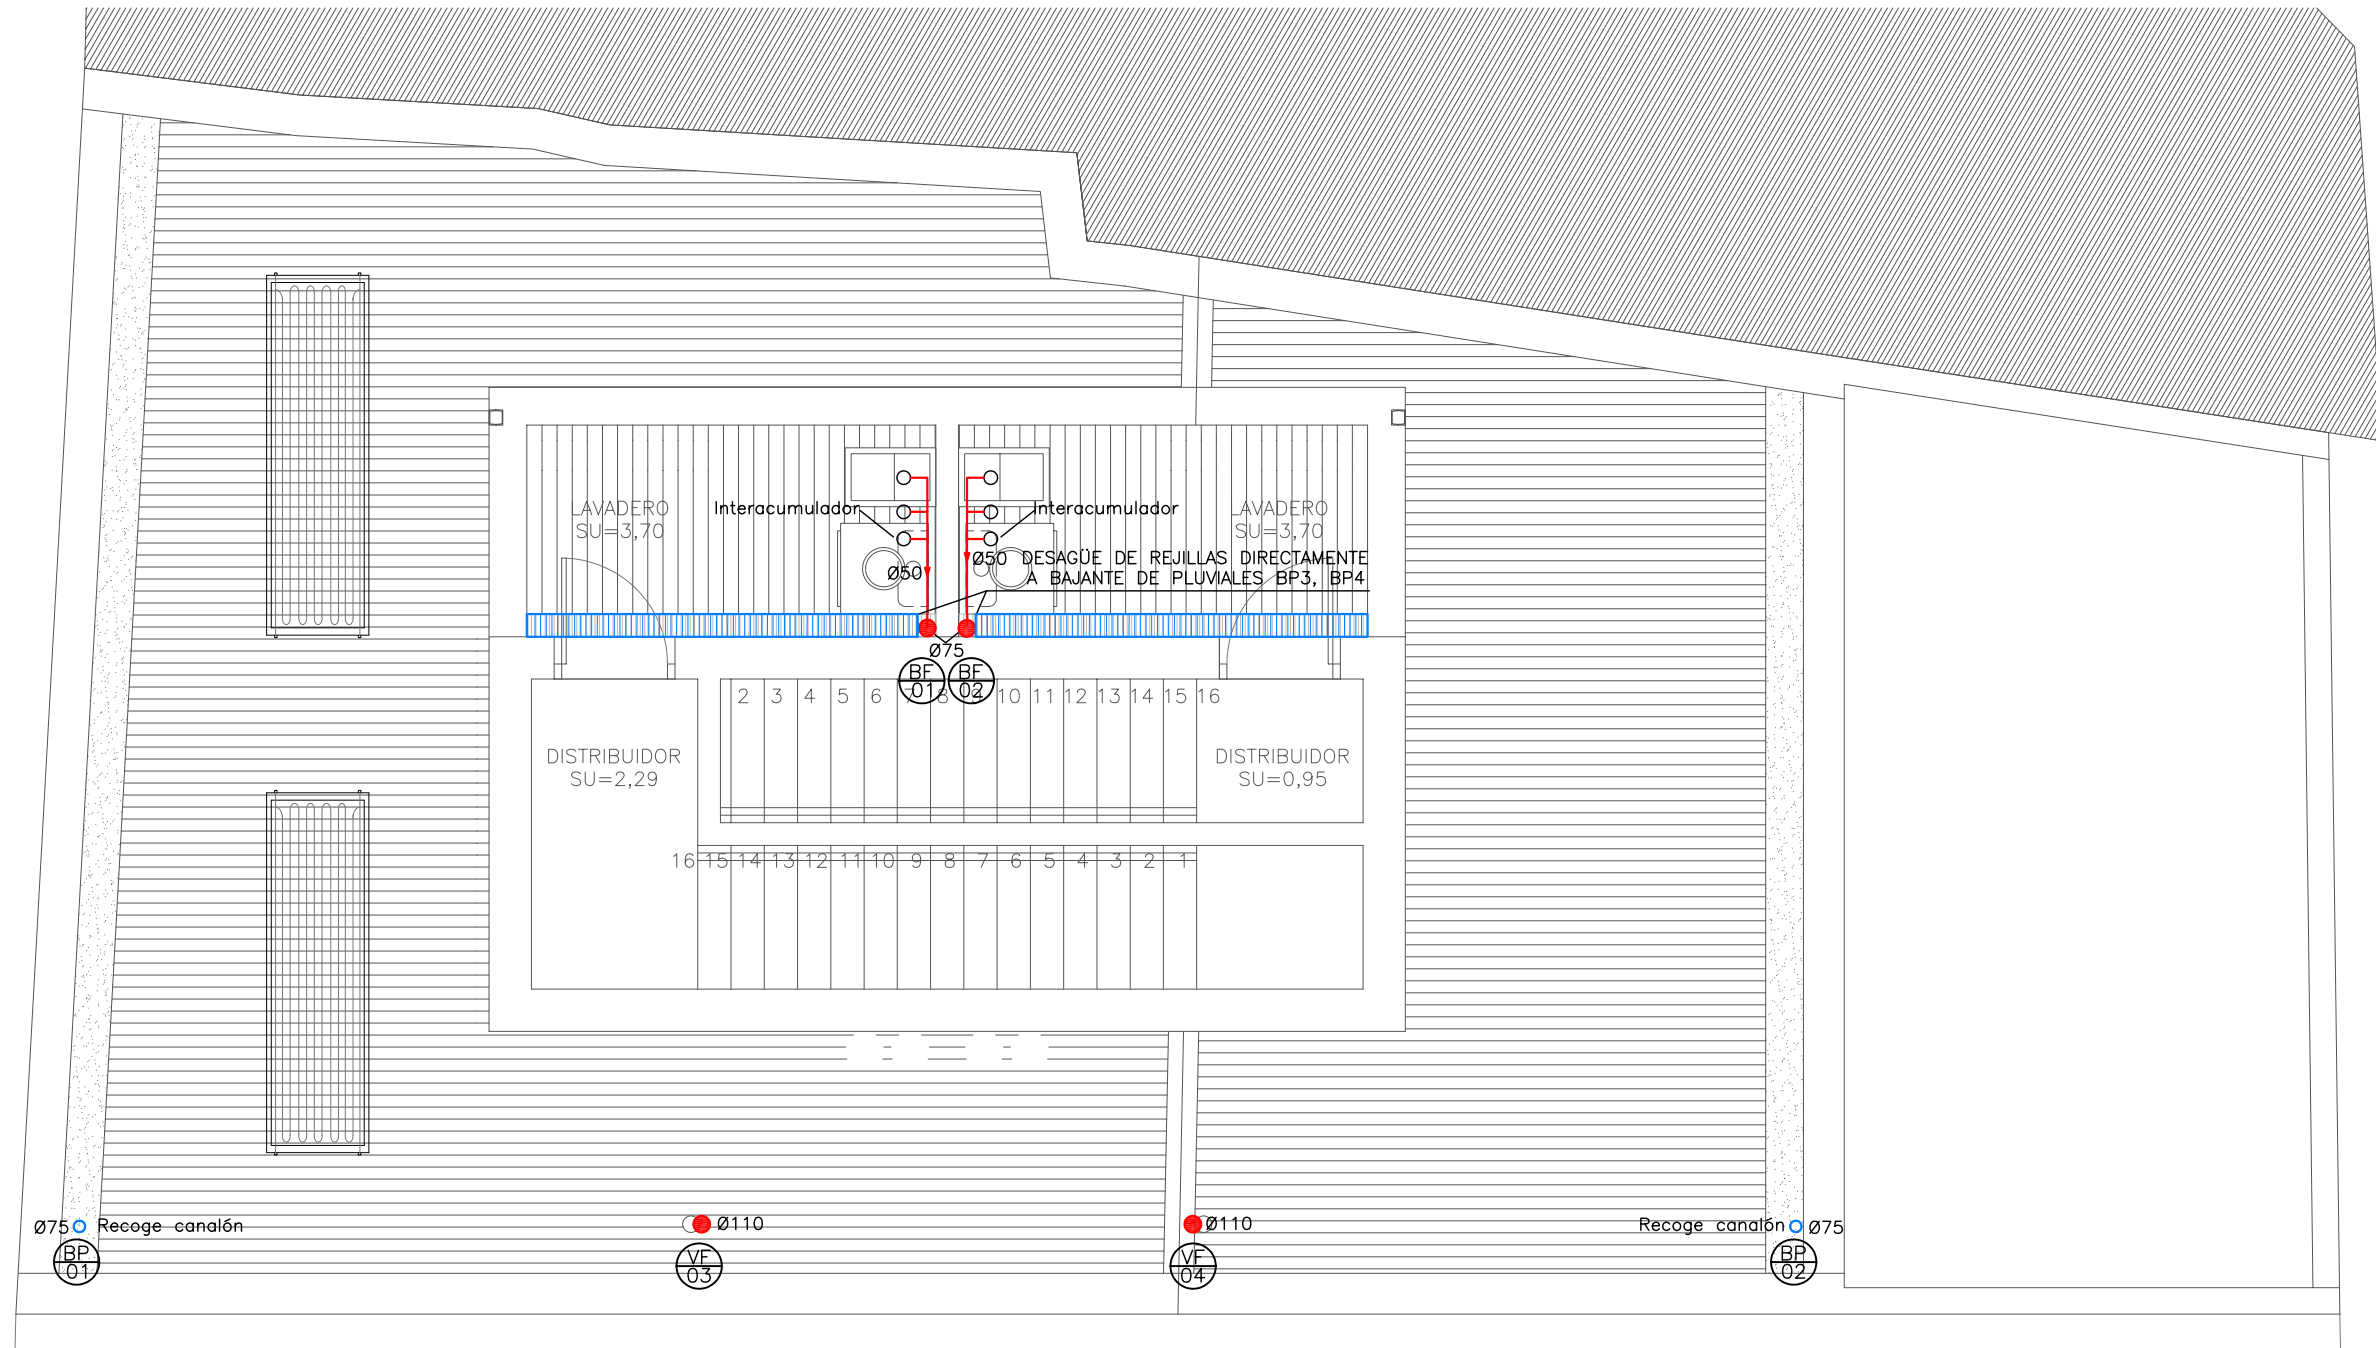 LAVADERO
SU=3,70
Interacumulador
Interacumulador
LAVADERO
SU=3,70
Ø50
Ø50
DESAGÜE DE REJILLAS DIRECTAMENTE
A BAJANTE DE PLUVIALES BP3, BP4
Ø75
BF
01
BF
02
2 3 4 5 6 7 8 9 10 11 12 13 14 15 16
DISTRIBUIDOR
SU=2,29
DISTRIBUIDOR
SU=0,95
16 15 14 13 12 11 10 9 8 7 6 5 4 3 2 1
Ø75
Recoge canalón
BP
01
Ø110
VF
03
Ø110
VF
04
Recoge canalón
Ø75
BP
02